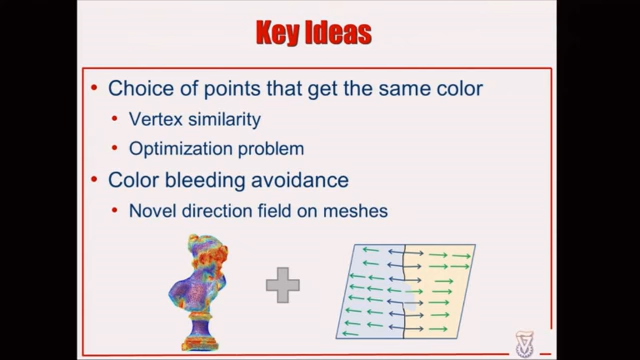 Key Ideas
Choice of points that get the same color
Vertex similarity
Optimization problem
Color bleeding avoidance
Novel direction field on meshes